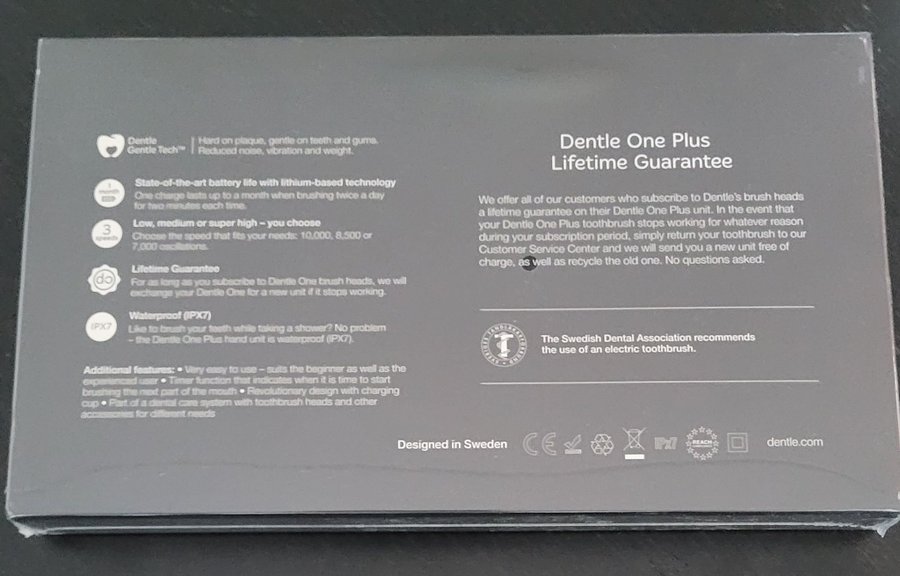 Dentle
Gentle Tech™
Hard on plaque, gentle on teeth and gums.
Reduced noise, vibration and weight.
1
month
State-of-the-art battery life with lithium-based technology
One charge lasts up to a month when brushing twice a day
for two minutes each time.
3
speeds
Low, medium or super high – you choose
Choose the speed that fits your needs: 10,000, 8,500 or
7,000 oscillations.
Lifetime Guarantee
For as long as you subscribe to Dentle One brush heads, we will
exchange your Dentle One for a new unit if it stops working.
IPX7
Waterproof (IPX7)
Like to brush your teeth while taking a shower? No problem
– the Dentle One Plus hand unit is waterproof (IPX7).
Additional features: • Very easy to use – suits the beginner as well as the
experienced user • Timer function that indicates when it is time to start
brushing the next part of the mouth • Revolutionary design with charging
cup • Part of a dental care system with toothbrush heads and other
accessories for different needs
Dentle One Plus
Lifetime Guarantee
We offer all of our customers who subscribe to Dentle's brush heads
a lifetime guarantee on their Dentle One Plus unit. In the event that
your Dentle One Plus toothbrush stops working for whatever reason
during your subscription period, simply return your toothbrush to our
Customer Service Center and we will send you a new unit free of
charge, as well as recycle the old one. No questions asked.
SVERIGES TANDLÄKARFÖRBUND
The Swedish Dental Association recommends
the use of an electric toothbrush.
Designed in Sweden
CE
IPx7
REACH
dentle.com